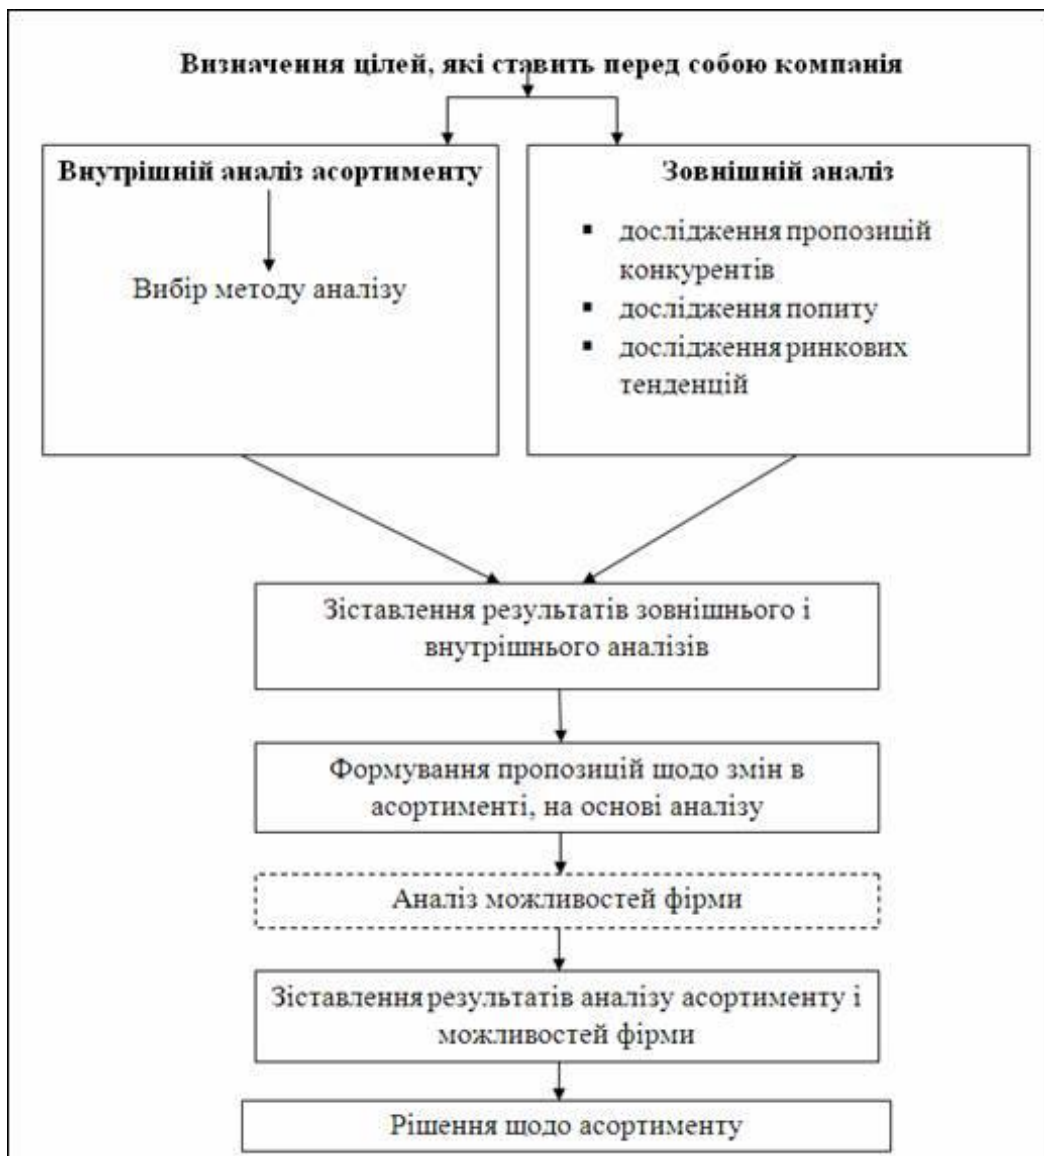 Визначення цілей, які ставить перед собою компанія
Внутрішній аналіз асортименту
Вибір методу аналізу
Зовнішній аналіз
▪ дослідження пропозицій
конкурентів
▪ дослідження попиту
▪ дослідження ринкових
тенденцій
Зіставлення результатів зовнішнього і
внутрішнього аналізів
Формування пропозицій щодо змін в
асортименті, на основі аналізу
Аналіз можливостей фірми
Зіставлення результатів аналізу асортименту і
можливостей фірми
Рішення щодо асортименту